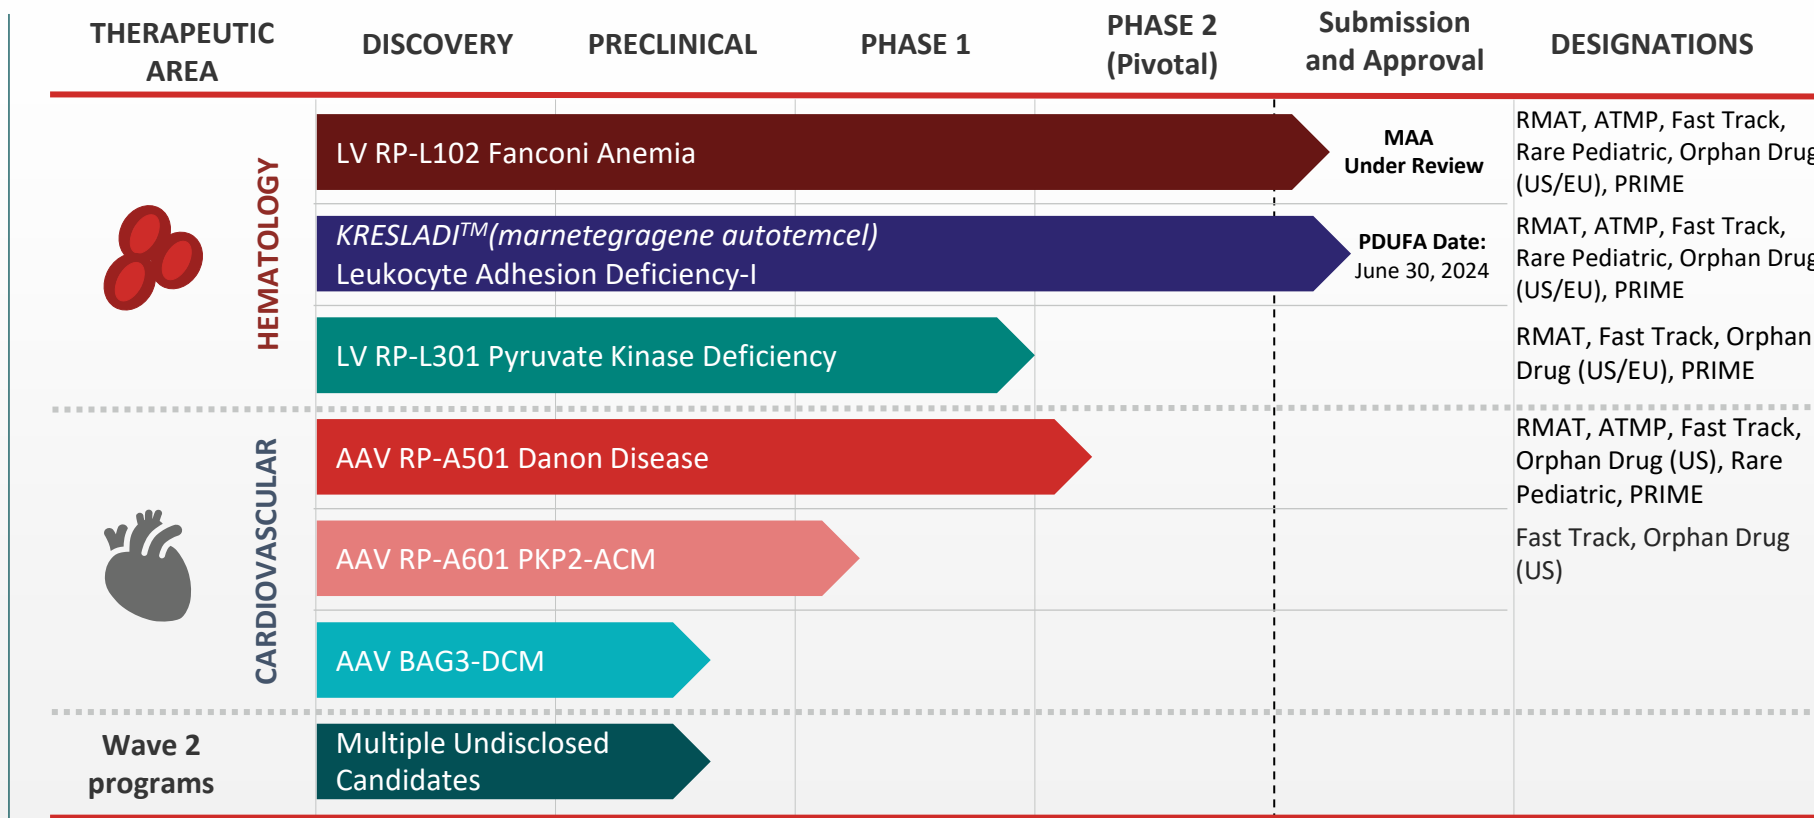 THERAPEUTIC
AREA
DISCOVERY
PRECLINICAL
PHASE 1
PHASE 2
(Pivotal)
Submission
and Approval
DESIGNATIONS
HEMATOLOGY
LV RP-L102 Fanconi Anemia
MAA
Under Review
RMAT, ATMP, Fast Track,
Rare Pediatric, Orphan Drug
(US/EU), PRIME
KRESLADI™(marnetegragene autotemcel)
Leukocyte Adhesion Deficiency-I
PDUFA Date:
June 30, 2024
RMAT, ATMP, Fast Track,
Rare Pediatric, Orphan Drug
(US/EU), PRIME
LV RP-L301 Pyruvate Kinase Deficiency
RMAT, Fast Track, Orphan
Drug (US/EU), PRIME
CARDIOVASCULAR
AAV RP-A501 Danon Disease
RMAT, ATMP, Fast Track,
Orphan Drug (US), Rare
Pediatric, PRIME
AAV RP-A601 PKP2-ACM
Fast Track, Orphan Drug
(US)
AAV BAG3-DCM
Wave 2
programs
Multiple Undisclosed
Candidates